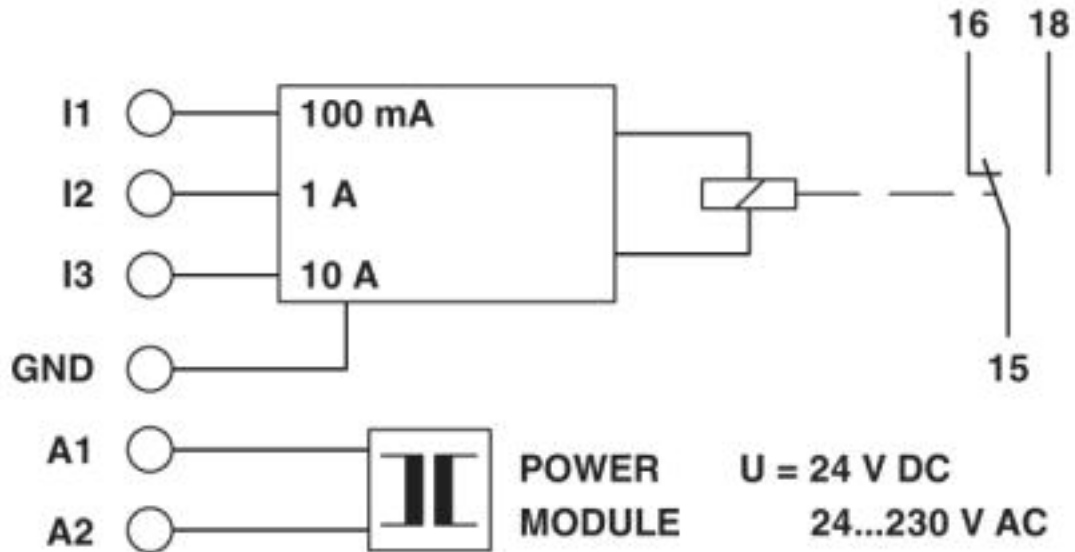 16 18
I1 100 mA
I2 1 A
I3 10 A
GND
15
A1
POWER U = 24 V DC
A2 MODULE 24...230 V AC